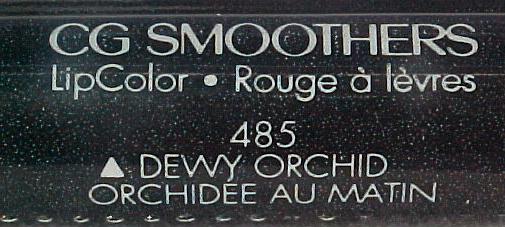 CG SMOOTHERS
LipColor • Rouge à lèvres
485
▲ DEWY ORCHID
ORCHIDÉE AU MATIN